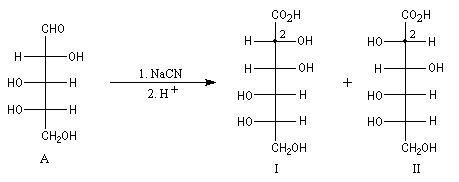 CHO
H OH
HO H
HO H
CH₂OH
A
1. NaCN
2. H⁺
CO₂H
H 2 OH
H OH
HO H
HO H
CH₂OH
I
+
CO₂H
HO 2 H
H OH
HO H
HO H
CH₂OH
II